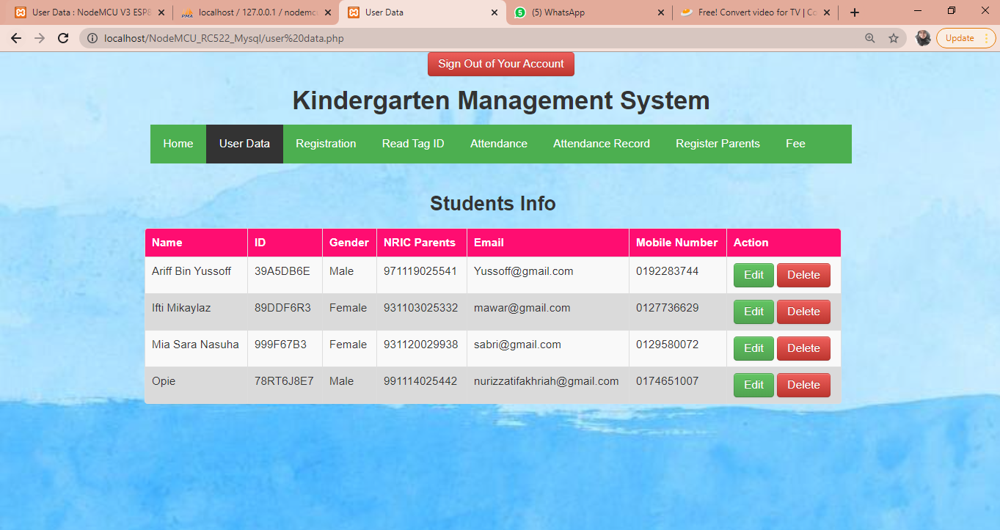 User Data : NodeMCU V3 ESP8
localhost / 127.0.0.1 / nodemcu
User Data
(5) WhatsApp
Free! Convert video for TV | Co
localhost/NodeMCU_RC522_Mysql/user%20data.php
Update
Sign Out of Your Account
Kindergarten Management System
Home User Data Registration Read Tag ID Attendance Attendance Record Register Parents Fee
Students Info
Name ID Gender NRIC Parents Email Mobile Number Action
Ariff Bin Yussoff 39A5DB6E Male 971119025541 Yussoff@gmail.com 0192283744 Edit Delete
Ifti Mikaylaz 89DDF6R3 Female 931103025332 mawar@gmail.com 0127736629 Edit Delete
Mia Sara Nasuha 999F67B3 Female 931120029938 sabri@gmail.com 0129580072 Edit Delete
Opie 78RT6J8E7 Male 991114025442 nurizzatifakhriah@gmail.com 0174651007 Edit Delete